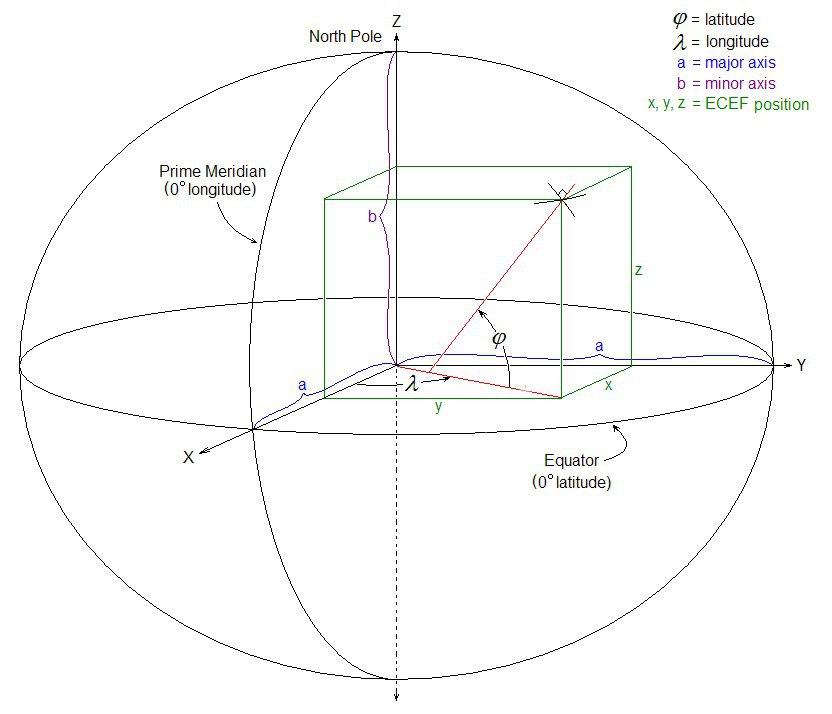 Z
North Pole
φ = latitude
λ = longitude
a = major axis
b = minor axis
x, y, z = ECEF position
Prime Meridian
(0° longitude)
b
z
φ
a
Y
a
λ
x
y
X
Equator
(0° latitude)